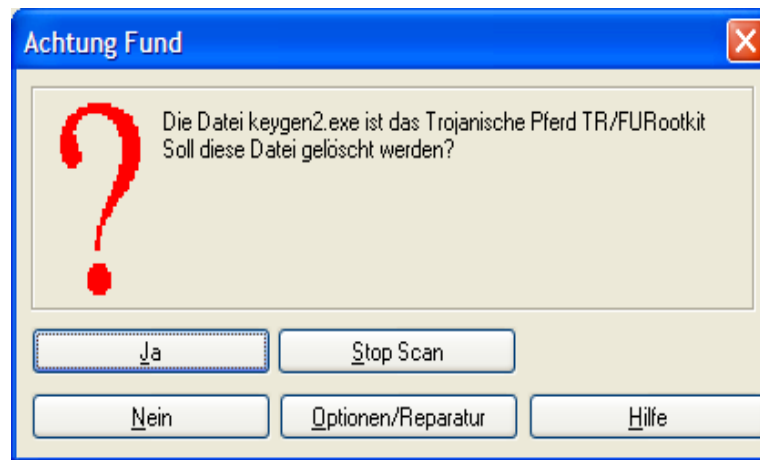 Achtung Fund
Die Datei keygen2.exe ist das Trojanische Pferd TR/FURootkit
Soll diese Datei gelöscht werden?
Ja
Stop Scan
Nein
Optionen/Reparatur
Hilfe